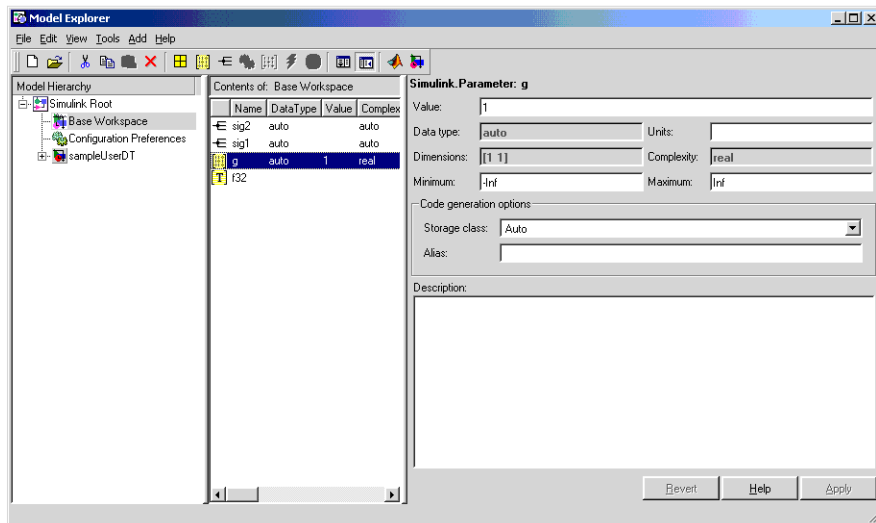 Model Explorer
File Edit View Tools Add Help
Model Hierarchy
Simulink Root
Base Workspace
Configuration Preferences
sampleUserDT
Contents of: Base Workspace
Name DataType Value Complex
sig2 auto auto
sig1 auto auto
g auto 1 real
T f32
Simulink.Parameter: g
Value: 1
Data type: auto Units:
Dimensions: [1 1] Complexity: real
Minimum: -Inf Maximum: Inf
Code generation options
Storage class: Auto
Alias:
Description:
Revert Help Apply